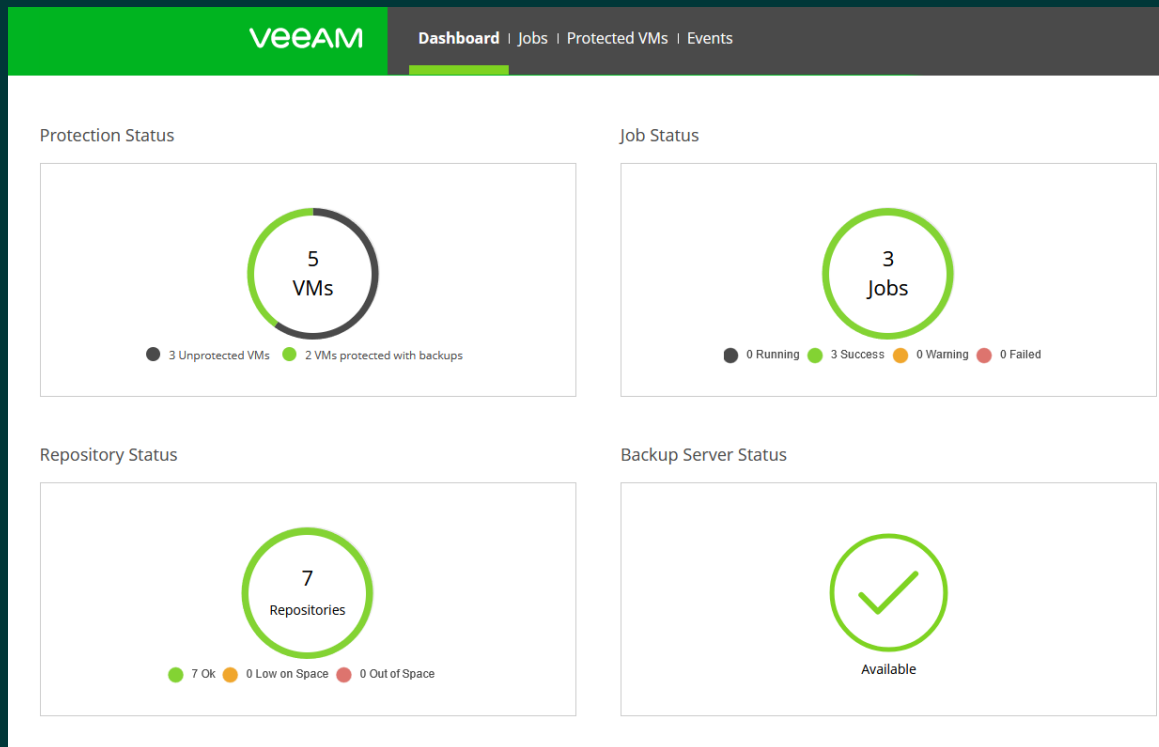 veeAM
Dashboard | Jobs | Protected VMs | Events
Protection Status
5
VMs
3 Unprotected VMs 2 VMs protected with backups
Job Status
3
Jobs
0 Running 3 Success 0 Warning 0 Failed
Repository Status
7
Repositories
7 Ok 0 Low on Space 0 Out of Space
Backup Server Status
Available